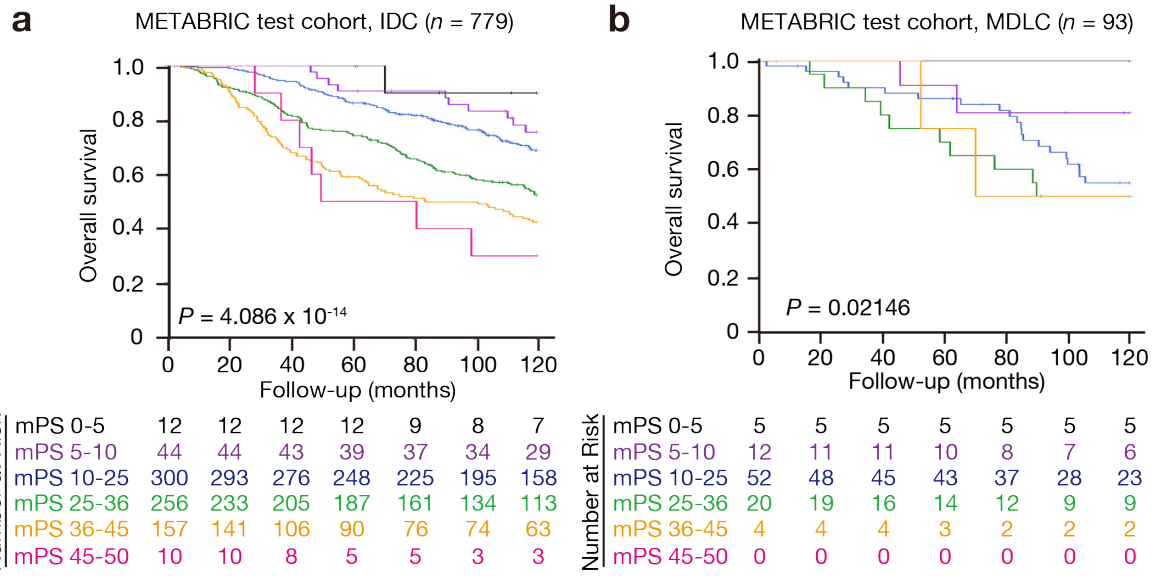 a
METABRIC test cohort, IDC (n = 779)
1.0
0.8
0.6
0.4
0.2
0
Overall survival
P = 4.086 x 10-14
0 20 40 60 80 100 120
Follow-up (months)
mPS 0-5 12 12 12 12 9 8 7
mPS 5-10 44 44 43 39 37 34 29
mPS 10-25 300 293 276 248 225 195 158
mPS 25-36 256 233 205 187 161 134 113
mPS 36-45 157 141 106 90 76 74 63
mPS 45-50 10 10 8 5 5 3 3
b
METABRIC test cohort, MDLC (n = 93)
1.0
0.8
0.6
0.4
0.2
0
Overall survival
P = 0.02146
0 20 40 60 80 100 120
Follow-up (months)
Number at Risk
mPS 0-5 5 5 5 5 5 5 5
mPS 5-10 12 11 11 10 8 7 6
mPS 10-25 52 48 45 43 37 28 23
mPS 25-36 20 19 16 14 12 9 9
mPS 36-45 4 4 4 3 2 2 2
mPS 45-50 0 0 0 0 0 0 0